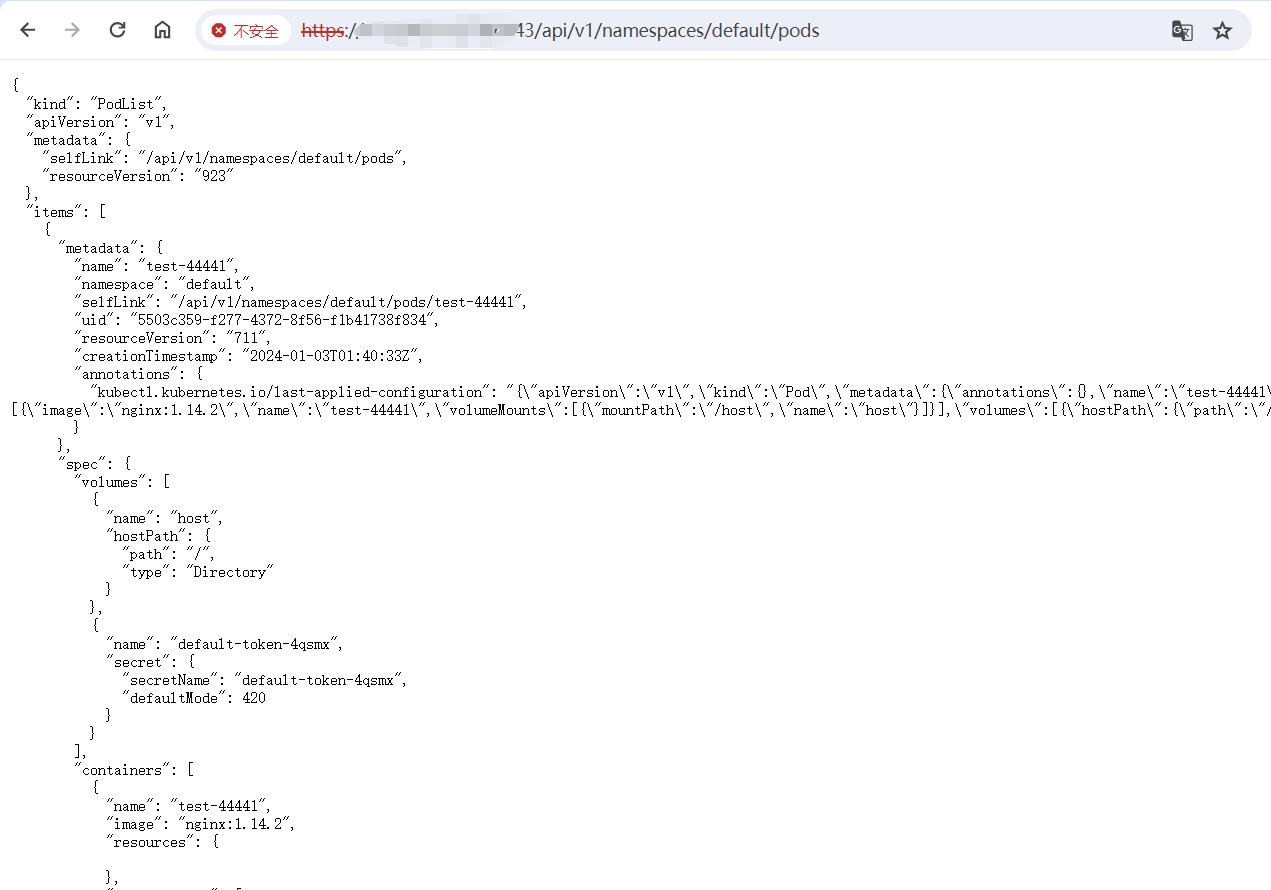 不安全 https://43/api/v1/namespaces/default/pods
{
"kind": "PodList",
"apiVersion": "v1",
"metadata": {
"selfLink": "/api/v1/namespaces/default/pods",
"resourceVersion": "923"
},
"items": [
{
"metadata": {
"name": "test-44441",
"namespace": "default",
"selfLink": "/api/v1/namespaces/default/pods/test-44441",
"uid": "5503c359-f277-4372-8f56-f1b41738f834",
"resourceVersion": "711",
"creationTimestamp": "2024-01-03T01:40:33Z",
"annotations": {
"kubectl.kubernetes.io/last-applied-configuration": "{\"apiVersion\":\"v1\",\"kind\":\"Pod\",\"metadata\":{\"annotations\":{},\"name\":\"test-44441\
[{\"image\":\"nginx:1.14.2\",\"name\":\"test-44441\",\"volumeMounts\":[{\"mountPath\":\"/host\",\"name\":\"host\"}]}],\"volumes\":[{\"hostPath\":{\"path\":\"/
}
},
"spec": {
"volumes": [
{
"name": "host",
"hostPath": {
"path": "/",
"type": "Directory"
}
},
{
"name": "default-token-4qsmx",
"secret": {
"secretName": "default-token-4qsmx",
"defaultMode": 420
}
}
],
"containers": [
{
"name": "test-44441",
"image": "nginx:1.14.2",
"resources": {
},